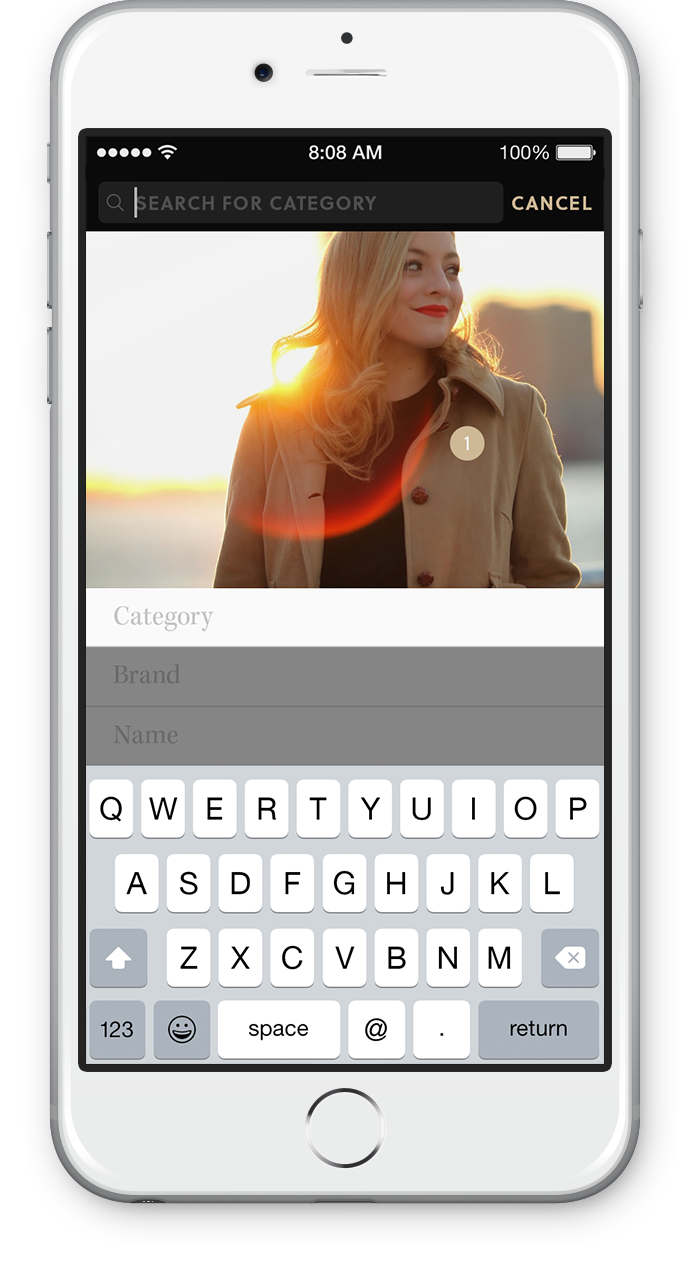 8:08 AM 100%
SEARCH FOR CATEGORY CANCEL
1
Category
Brand
Name
Q W E R T Y U I O P
A S D F G H J K L
Z X C V B N M
123 space @ . return